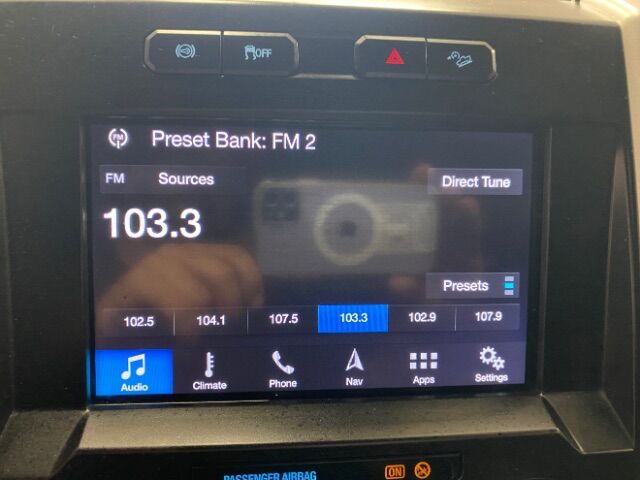 OFF
FM Preset Bank: FM 2
FM Sources Direct Tune
103.3
Presets
102.5 104.1 107.5 103.3 102.9 107.9
Audio Climate Phone Nav Apps Settings
PASSENGER AIRBAG ON